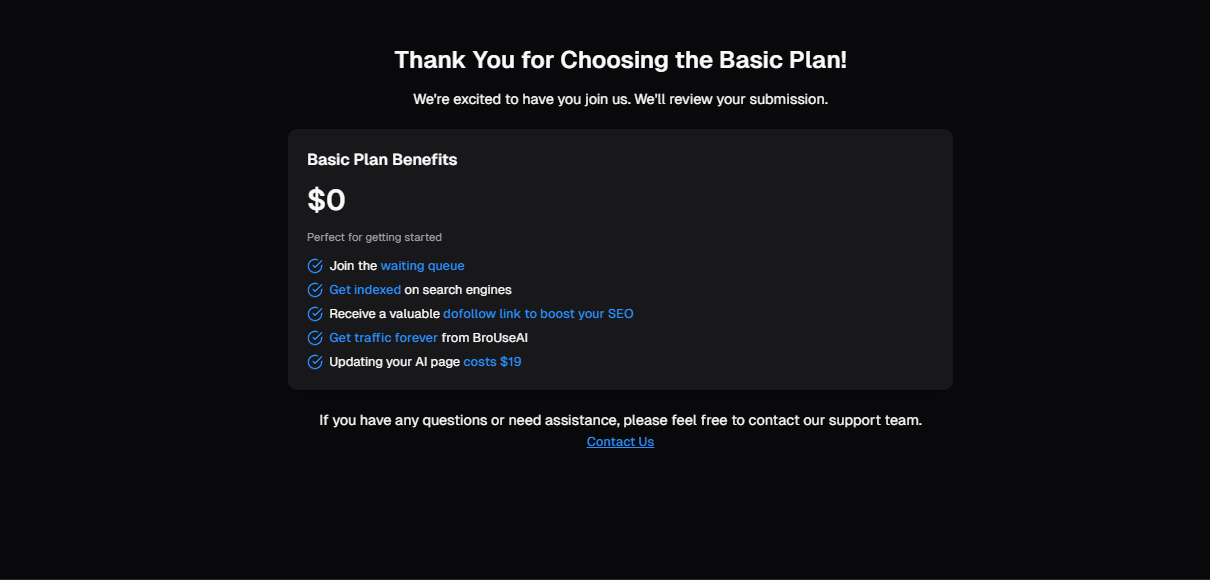 Thank You for Choosing the Basic Plan!
We're excited to have you join us. We'll review your submission.
Basic Plan Benefits
$0
Perfect for getting started
Join the waiting queue
Get indexed on search engines
Receive a valuable dofollow link to boost your SEO
Get traffic forever from BroUseAI
Updating your AI page costs $19
If you have any questions or need assistance, please feel free to contact our support team.
Contact Us